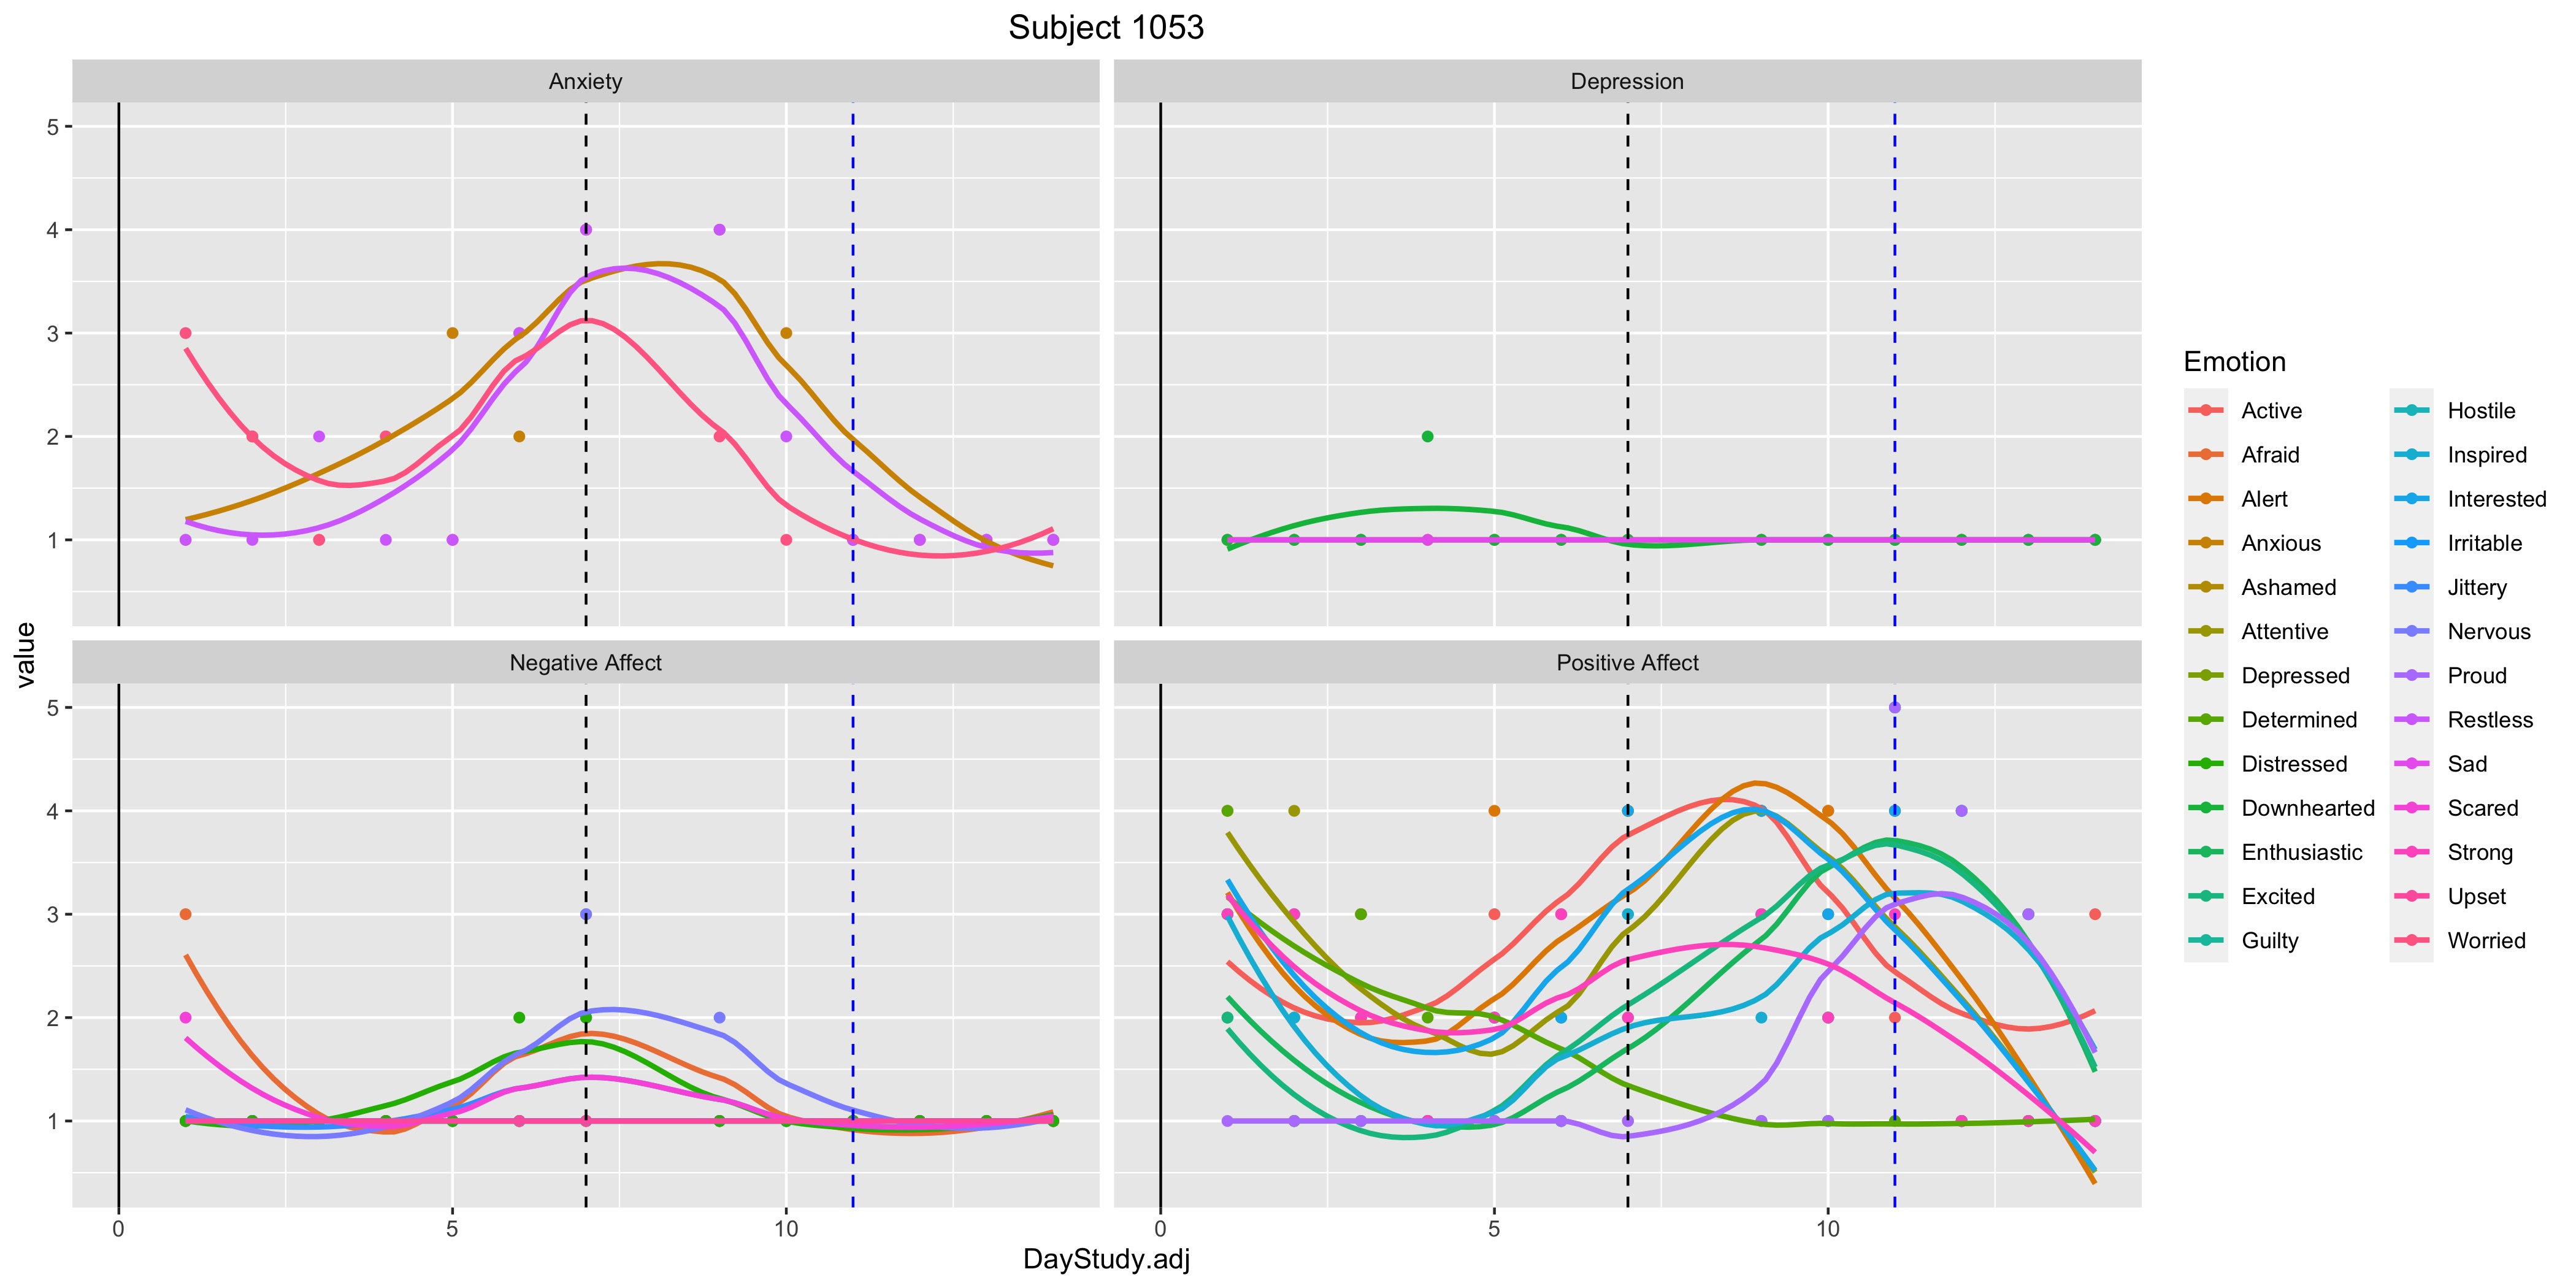 Subject 1053
Anxiety
Depression
5
4
3
2
1
Negative Affect
Positive Affect
5
4
3
2
1
0
5
10
0
5
10
value
DayStudy.adj
Emotion
Active
Afraid
Alert
Anxious
Ashamed
Attentive
Depressed
Determined
Distressed
Downhearted
Enthusiastic
Excited
Guilty
Hostile
Inspired
Interested
Irritable
Jittery
Nervous
Proud
Restless
Sad
Scared
Strong
Upset
Worried